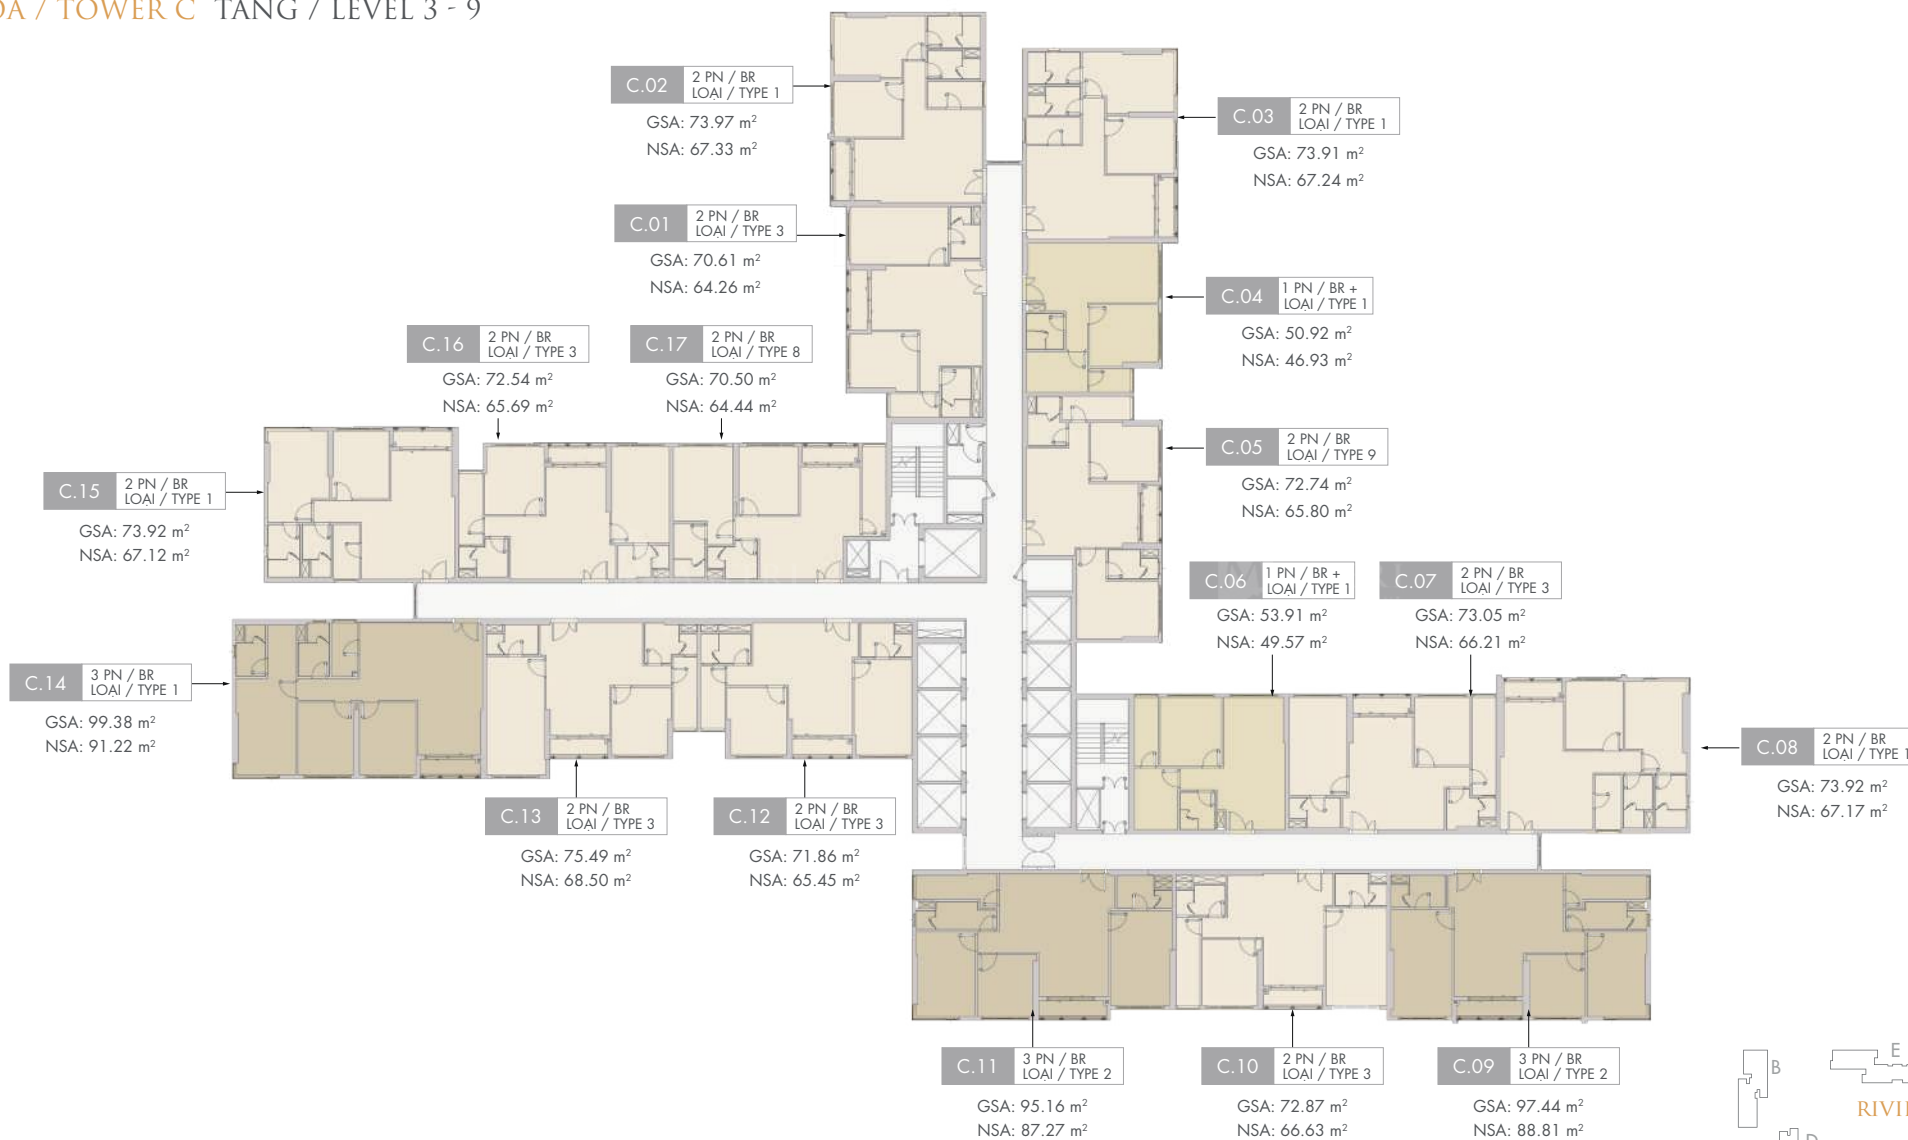 ÒA / TOWER C TẦNG / LEVEL 3 - 9
C.02
2 PN / BR
LOẠI / TYPE 1
GSA: 73.97 m²
NSA: 67.33 m²
C.03
2 PN / BR
LOẠI / TYPE 1
GSA: 73.91 m²
NSA: 67.24 m²
C.01
2 PN / BR
LOẠI / TYPE 3
GSA: 70.61 m²
NSA: 64.26 m²
C.04
1 PN / BR +
LOẠI / TYPE 1
GSA: 50.92 m²
NSA: 46.93 m²
C.16
2 PN / BR
LOẠI / TYPE 3
GSA: 72.54 m²
NSA: 65.69 m²
C.17
2 PN / BR
LOẠI / TYPE 8
GSA: 70.50 m²
NSA: 64.44 m²
C.05
2 PN / BR
LOẠI / TYPE 9
GSA: 72.74 m²
NSA: 65.80 m²
C.15
2 PN / BR
LOẠI / TYPE 1
GSA: 73.92 m²
NSA: 67.12 m²
C.06
1 PN / BR +
LOẠI / TYPE 1
GSA: 53.91 m²
NSA: 49.57 m²
C.07
2 PN / BR
LOẠI / TYPE 3
GSA: 73.05 m²
NSA: 66.21 m²
C.14
3 PN / BR
LOẠI / TYPE 1
GSA: 99.38 m²
NSA: 91.22 m²
C.08
2 PN / BR
LOẠI / TYPE 1
GSA: 73.92 m²
NSA: 67.17 m²
C.13
2 PN / BR
LOẠI / TYPE 3
GSA: 75.49 m²
NSA: 68.50 m²
C.12
2 PN / BR
LOẠI / TYPE 3
GSA: 71.86 m²
NSA: 65.45 m²
C.11
3 PN / BR
LOẠI / TYPE 2
GSA: 95.16 m²
NSA: 87.27 m²
C.10
2 PN / BR
LOẠI / TYPE 3
GSA: 72.87 m²
NSA: 66.63 m²
C.09
3 PN / BR
LOẠI / TYPE 2
GSA: 97.44 m²
NSA: 88.81 m²
B
E
RIVI
D